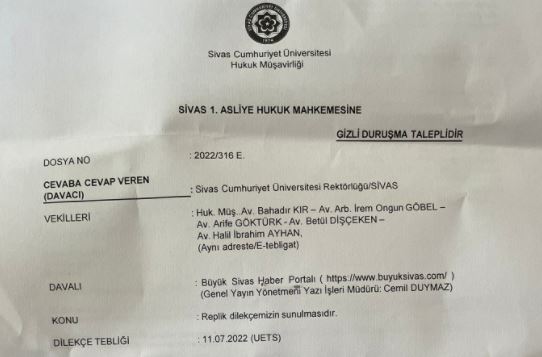 Sivas Cumhuriyet Üniversitesi
Hukuk Müşavirliği
SİVAS 1. ASLİYE HUKUK MAHKEMESİNE
GİZLİ DURUŞMA TALEPLİDİR
DOSYA NO : 2022/316 E.
CEVABA CEVAP VEREN
(DAVACI) : Sivas Cumhuriyet Üniversitesi Rektörlüğü/SİVAS
VEKİLLERİ : Huk. Müş. Av. Bahadır KIR – Av. Arb. İrem Ongun GÖBEL –
Av. Arife GÖKTÜRK - Av. Betül DİŞÇEKEN –
Av. Halil İbrahim AYHAN,
(Aynı adreste/E-tebligat)
DAVALI : Büyük Sivas Haber Portalı ( https://www.buyuksivas.com/ )
(Genel Yayın Yönetmeni Yazı İşleri Müdürü: Cemil DUYMAZ)
KONU : Replik dilekçemizin sunulmasıdır.
DİLEKÇE TEBLİĞİ : 11.07.2022 (UETS)